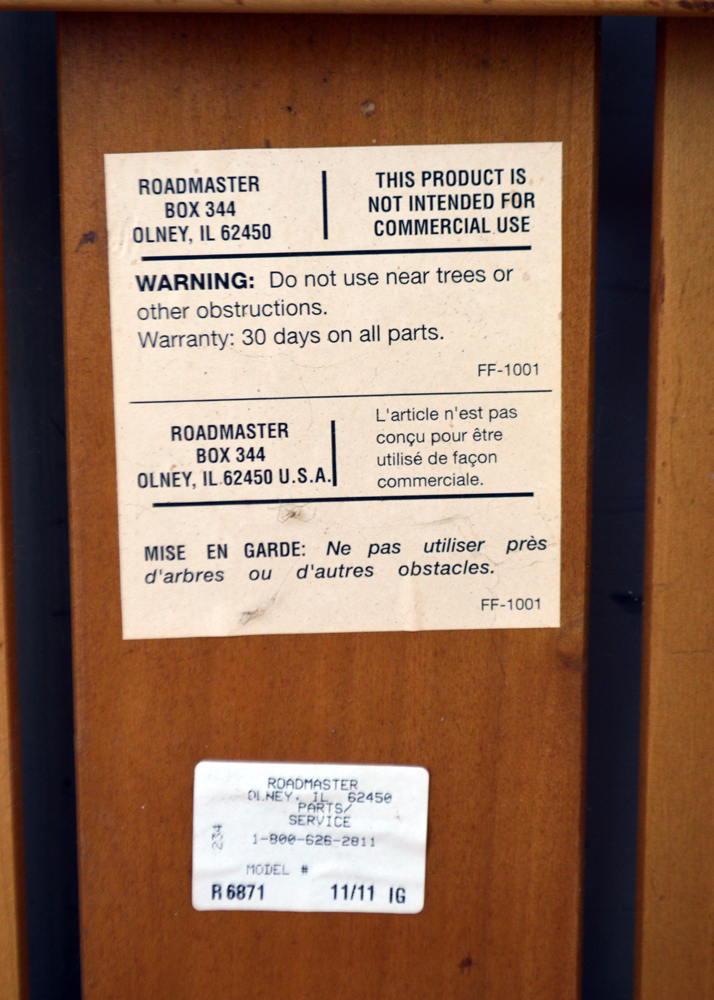 ROADMASTER
BOX 344
OLNEY, IL 62450
THIS PRODUCT IS
NOT INTENDED FOR
COMMERCIAL USE
WARNING: Do not use near trees or
other obstructions.
Warranty: 30 days on all parts.
FF-1001
ROADMASTER
BOX 344
OLNEY, IL 62450 U.S.A.
L'article n'est pas
conçu pour être
utilisé de façon
commerciale.
MISE EN GARDE: Ne pas utiliser près
d'arbres ou d'autres obstacles.
FF-1001
ROADMASTER
OLNEY, IL 62450
PARTS/
SERVICE
234
1-800-626-2811
MODEL #
R6871 11/11 IG